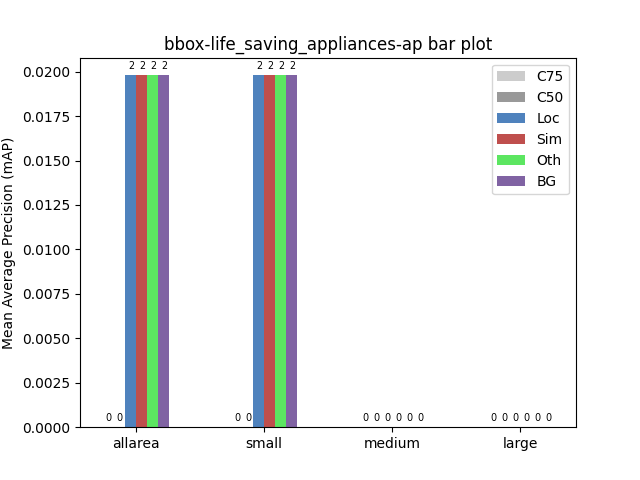 bbox-life_saving_appliances-ap bar plot
Mean Average Precision (mAP)
0.0200
0.0175
0.0150
0.0125
0.0100
0.0075
0.0050
0.0025
0.0000
0 0 2 2 2 2
0 0 2 2 2 2
0 0 0 0 0 0
0 0 0 0 0 0
allarea small medium large
C75
C50
Loc
Sim
Oth
BG